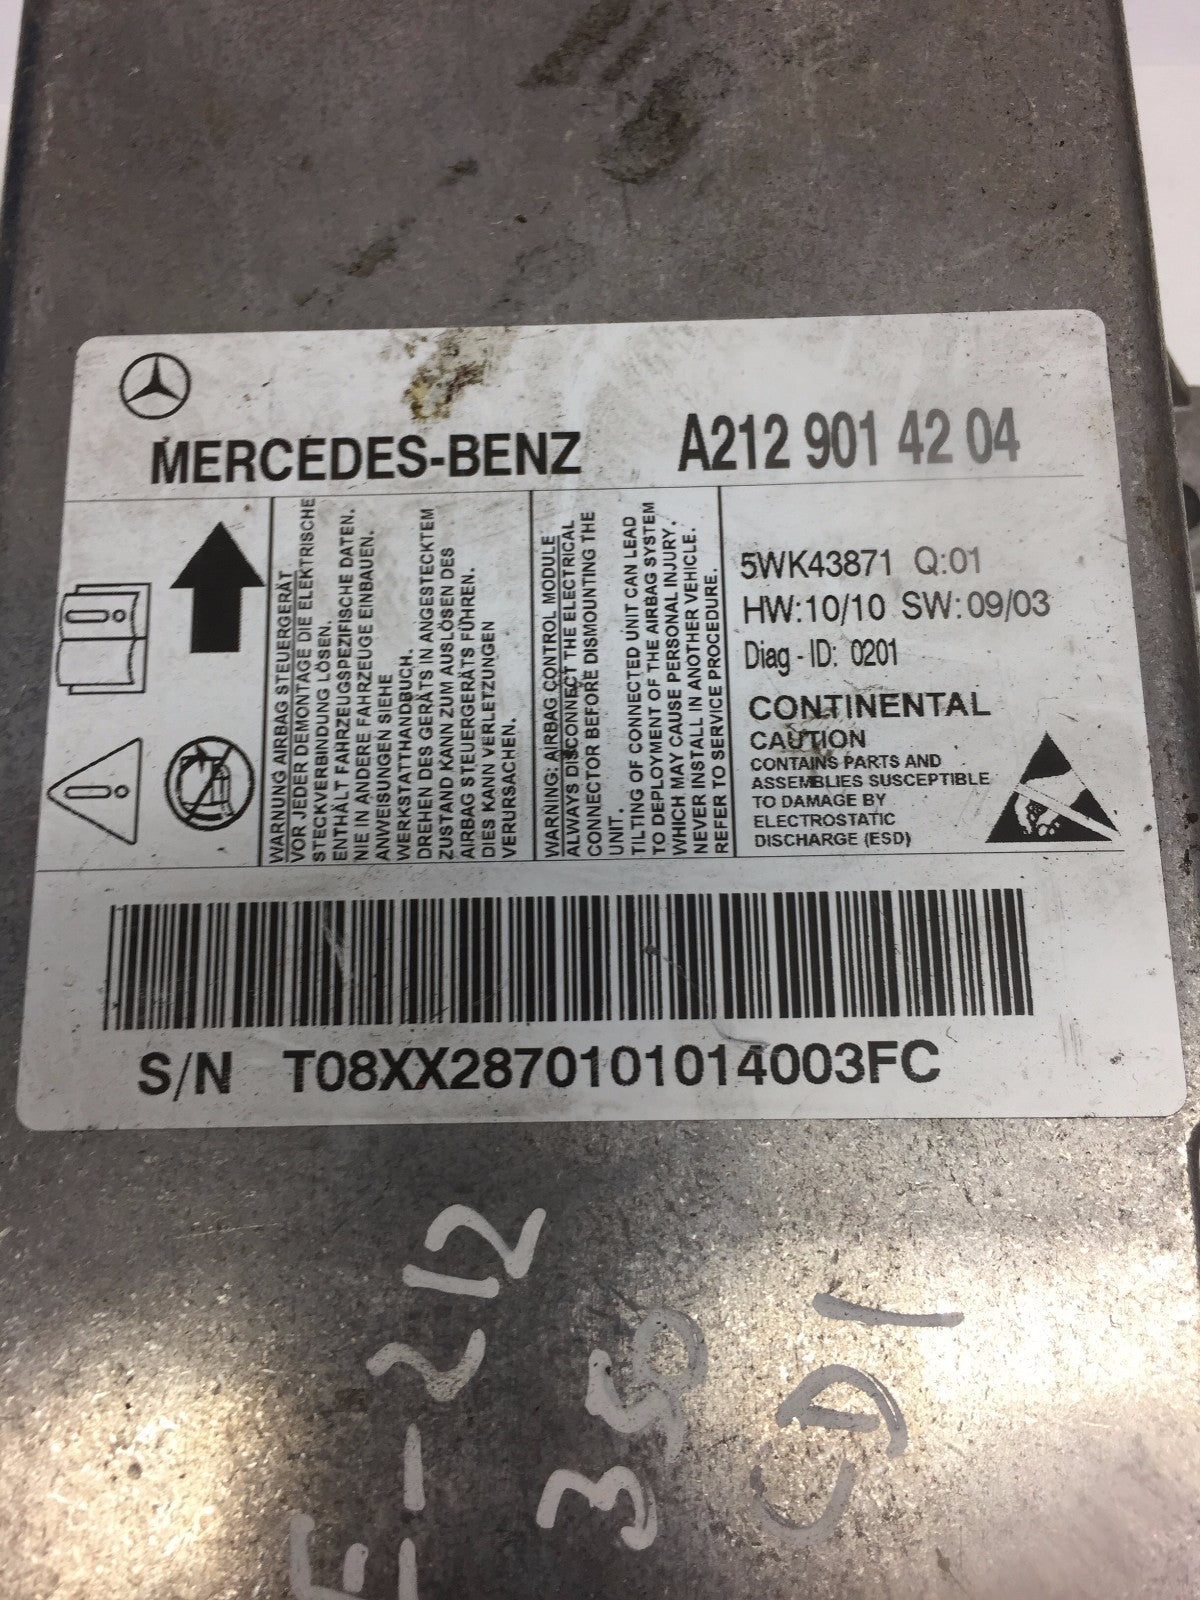 MERCEDES-BENZ
A212 901 42 04
WARNUNG AIRBAG STEUERGERÄT
VOR JEDER DEMONTAGE DIE ELEKTRISCHE
STECKVERBINDUNG LÖSEN.
ENTHÄLT FAHRZEUGSPEZIFISCHE DATEN.
NIE IN ANDERE FAHRZEUGE EINBAUEN.
ANWEISUNGEN SIEHE
WERKSTATTHANDBUCH.
DREHEN DES GERÄTS IN ANGESTECKTEM
ZUSTAND KANN ZUM AUSLÖSEN DES
AIRBAG STEUERGERÄTS FÜHREN.
DIES KANN VERLETZUNGEN
VERURSACHEN.
WARNING: AIRBAG CONTROL MODULE
ALWAYS DISCONNECT THE ELECTRICAL
CONNECTOR BEFORE DISMOUNTING THE
UNIT.
TILTING OF CONNECTED UNIT CAN LEAD
TO DEPLOYMENT OF THE AIRBAG SYSTEM
WHICH MAY CAUSE PERSONAL INJURY.
NEVER INSTALL IN ANOTHER VEHICLE.
REFER TO SERVICE PROCEDURE.
5WK43871 Q:01
HW:10/10 SW:09/03
Diag-ID: 0201
CONTINENTAL
CAUTION
CONTAINS PARTS AND
ASSEMBLIES SUSCEPTIBLE
TO DAMAGE BY
ELECTROSTATIC
DISCHARGE (ESD)
S/N T08XX2870101014003FC
E-212
350
CDI